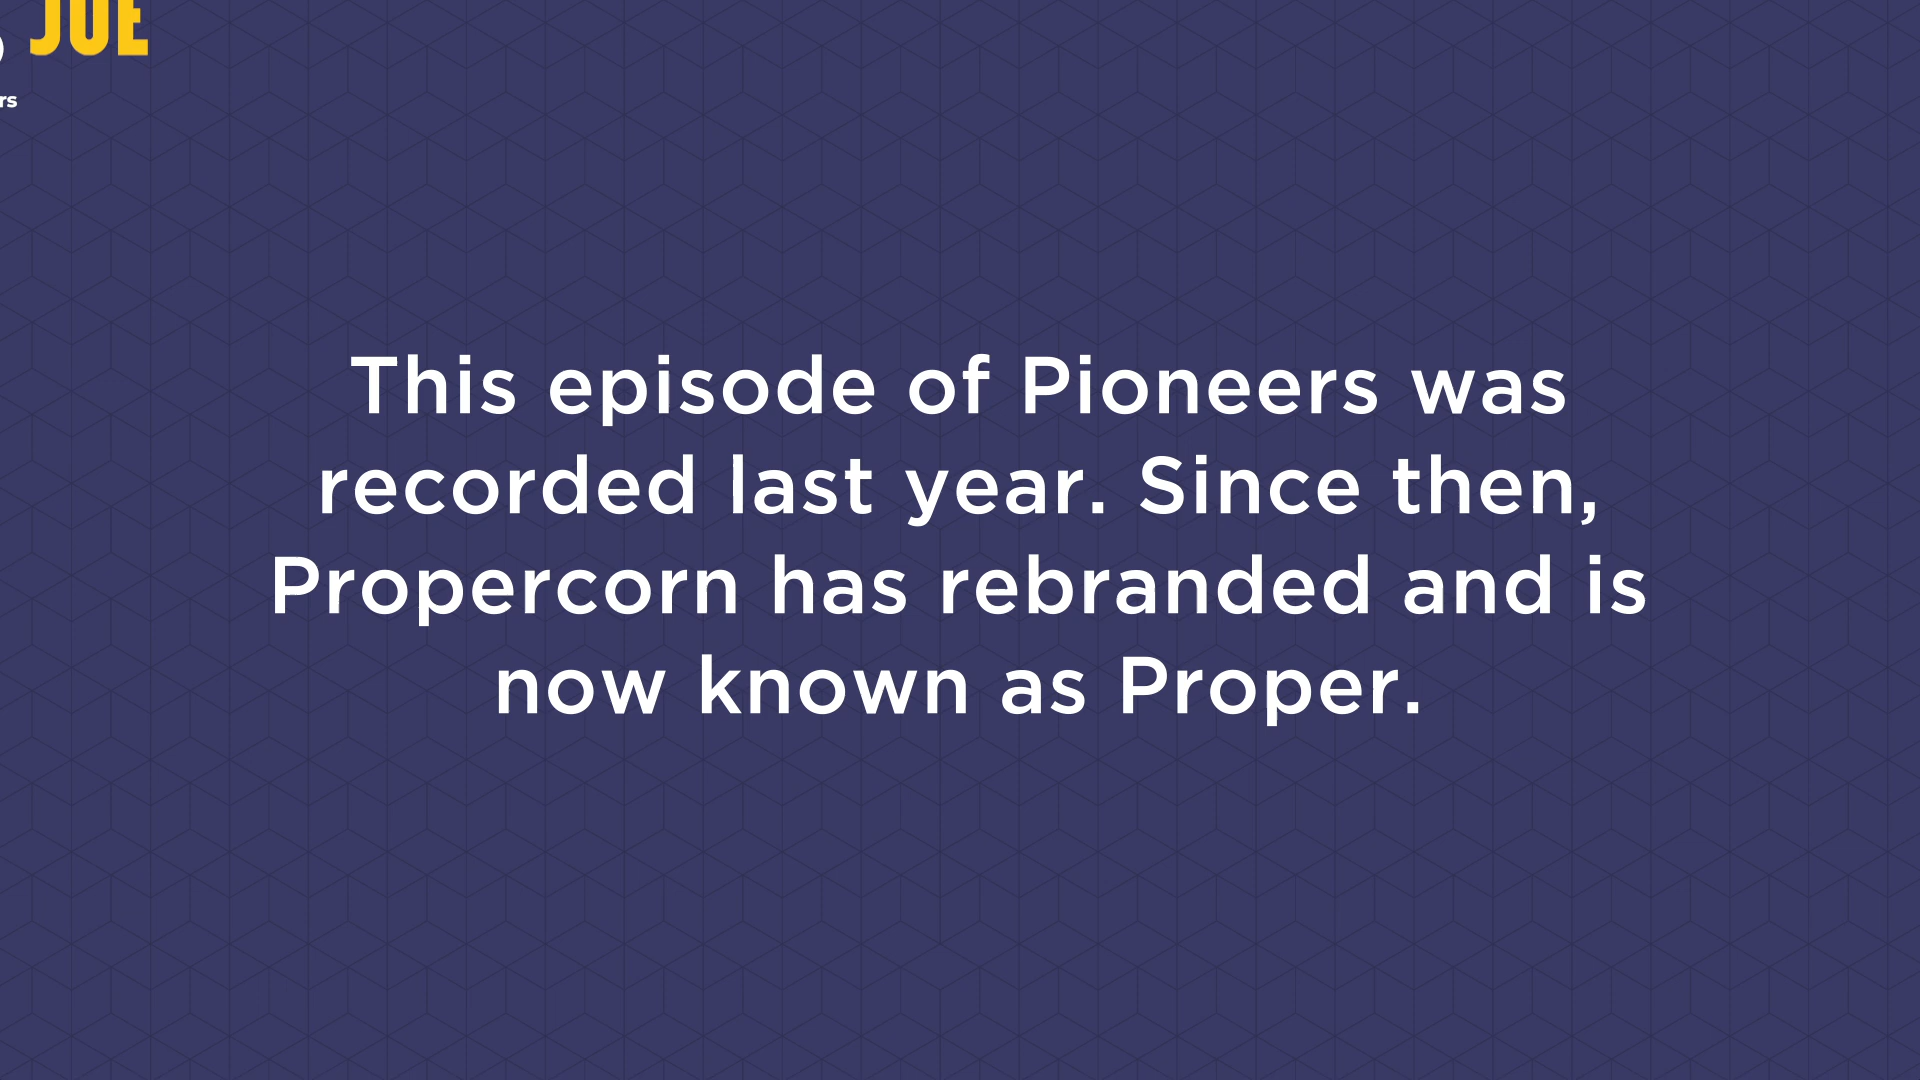 JOE
rs
This episode of Pioneers was
recorded last year. Since then,
Propercorn has rebranded and is
now known as Proper.